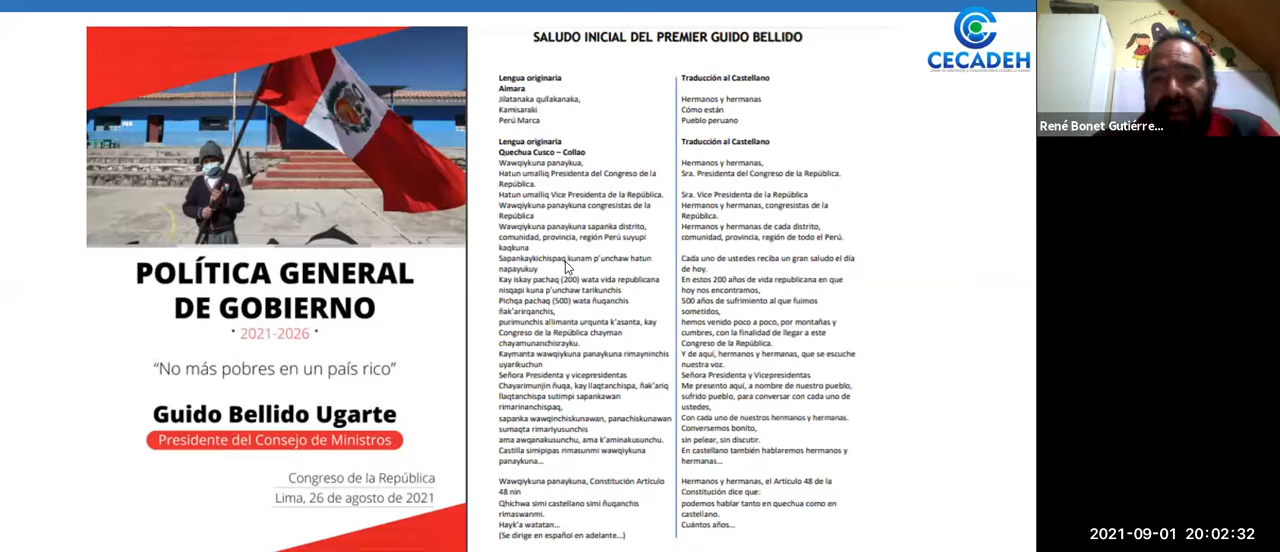 POLÍTICA GENERAL
DE GOBIERNO
• 2021-2026 •
“No más pobres en un país rico”
Guido Bellido Ugarte
Presidente del Consejo de Ministros
Congreso de la República
Lima, 26 de agosto de 2021
SALUDO INICIAL DEL PREMIER GUIDO BELLIDO
Lengua originaria
Aimara
Jilatanaka qullakanaka,
Kamisaraki
Perú Marca
Lengua originaria
Quechua Cusco – Collao
Wawqiykuna panaykua,
Hatun umalliq Presidenta del Congreso de la
República.
Hatun umalliq Vice Presidenta de la República.
Wawqiykuna panaykuna congresistas de la
República
Wawqiykuna panaykuna sapanka distrito,
comunidad, provincia, región Perú suyupi
kaqkuna
Sapankaykichispaq kunam p’unchaw hatun
napayukuy
Kay iskay pachaq (200) wata vida republicana
nisqapi kuna p’unchaw tarikunchis
Pichqa pachaq (500) wata ñuqanchis
ñak’arirqanchis,
purimunchis allimanta urqunta k’asanta, kay
Congreso de la República chayman
chayamunanchisrayku.
Kaymanta wawqiykuna panaykuna rimayninchis
uyarikuchun
Señora Presidenta y vicepresidentas
Chayarimunjin ñuqa, kay llaqtanchispa, ñak’ariq
llaqtanchispa sutimpi sapankawan
rimarinanchispaq,
sapanka wawqinchiskunawan, panachiskunawan
sumaqta rimariyusunchis
ama awqanakusunchu, ama k’aminakusunchu.
Castilla simipipas rimasunmi wawqiykuna
panaykuna...
Wawqiykuna panaykuna, Constitución Artículo
48 nin
Qhichwa simi castellano simi ñuqanchis
rimaswanmi.
Hayk’a watatan...
(Se dirige en español en adelante...)
Traducción al Castellano
Hermanos y hermanas
Cómo están
Pueblo peruano
Traducción al Castellano
Hermanos y hermanas,
Sra. Presidenta del Congreso de la República.
Sra. Vice Presidenta de la República
Hermanos y hermanas, congresistas de la
República.
Hermanos y hermanas de cada distrito,
comunidad, provincia, región de todo el Perú.
Cada uno de ustedes reciba un gran saludo el día
de hoy.
En estos 200 años de vida republicana en que
hoy nos encontramos,
500 años de sufrimiento al que fuimos
sometidos,
hemos venido poco a poco, por montañas y
cumbres, con la finalidad de llegar a este
Congreso de la República.
Y de aquí, hermanos y hermanas, que se escuche
nuestra voz.
Señora Presidenta y Vicepresidentas
Me presento aquí, a nombre de nuestro pueblo,
sufrido pueblo, para conversar con cada uno de
ustedes,
Con cada uno de nuestros hermanos y hermanas.
Conversemos bonito,
sin pelear, sin discutir.
En castellano también hablaremos hermanos y
hermanas...
Hermanos y hermanas, el Artículo 48 de la
Constitución dice que:
podemos hablar tanto en quechua como en
castellano.
Cuántos años...
CECADEH
René Bonet Gutiérre...
2021-09-01 20:02:32